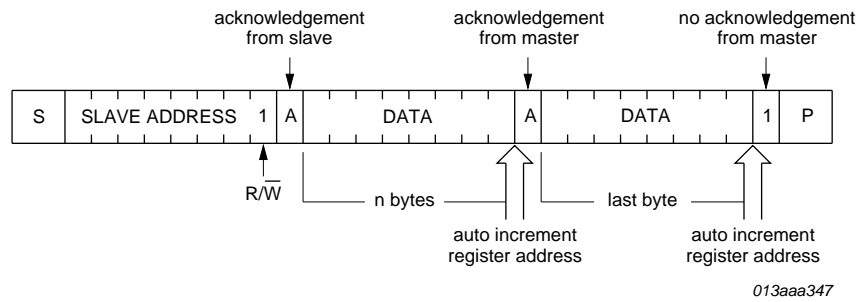 acknowledgement
from slave
acknowledgement
from master
no acknowledgement
from master
S SLAVE ADDRESS 1 A DATA A DATA 1 P
R/W̅
n bytes
last byte
auto increment
register address
auto increment
register address
013aaa347